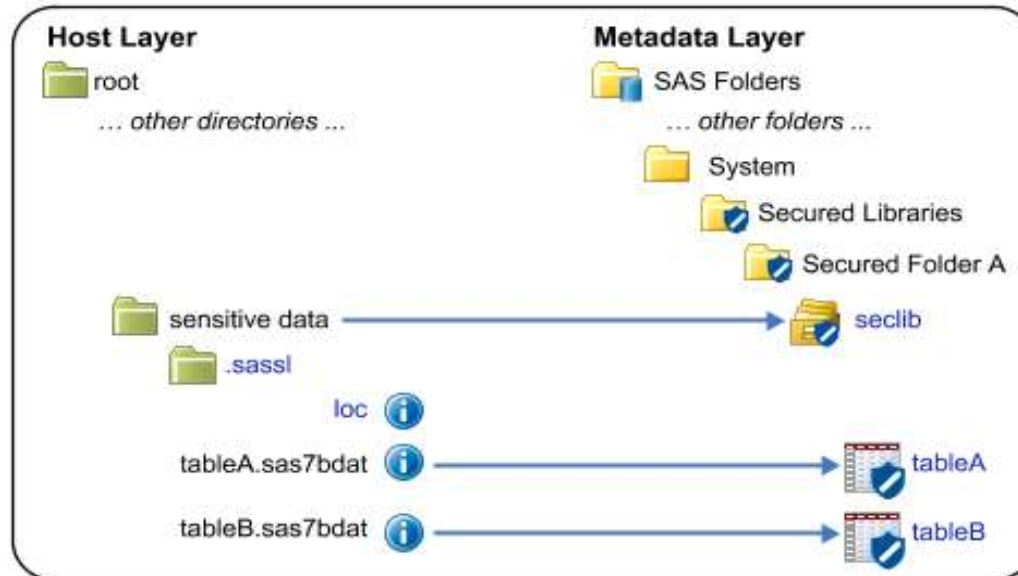 Host Layer
Metadata Layer
root
SAS Folders
... other directories ...
... other folders ...
System
Secured Libraries
Secured Folder A
sensitive data
seclib
.sassl
loc
tableA.sas7bdat
tableA
tableB.sas7bdat
tableB